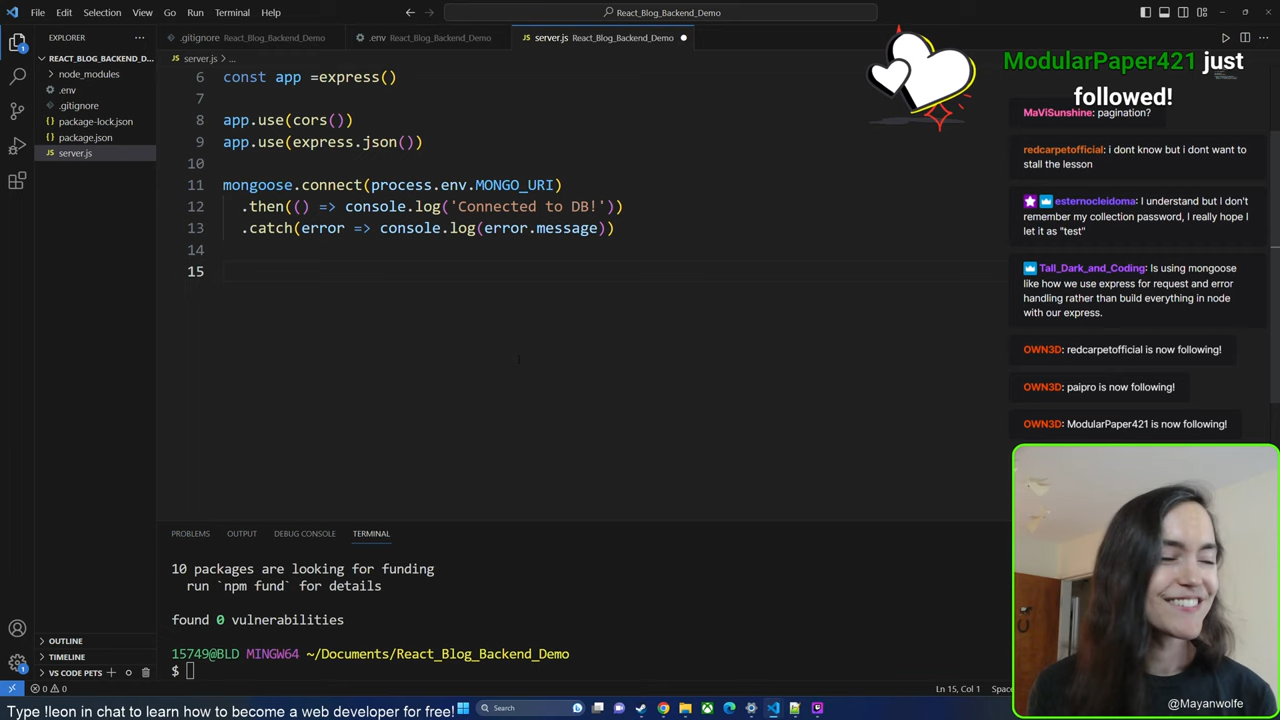 File Edit Selection View Go Run Terminal Help
React_Blog_Backend_Demo
EXPLORER
REACT_BLOG_BACKEND_D...
node_modules
.env
.gitignore
package-lock.json
package.json
server.js
OUTLINE
TIMELINE
VS CODE PETS
.gitignore React_Blog_Backend_Demo
.env React_Blog_Backend_Demo
server.js React_Blog_Backend_Demo
server.js > ...
6 const app =express()
7
8 app.use(cors())
9 app.use(express.json())
10
11 mongoose.connect(process.env.MONGO_URI)
12 .then(() => console.log('Connected to DB!'))
13 .catch(error => console.log(error.message))
14
15
PROBLEMS OUTPUT DEBUG CONSOLE TERMINAL
10 packages are looking for funding
run `npm fund` for details
found 0 vulnerabilities
15749@BLD MINGW64 ~/Documents/React_Blog_Backend_Demo
$
ModularPaper421 just
followed!
MaViSunshine: pagination?
redcarpetofficial: i dont know but i dont want to
stall the lesson
esternocleidoma: I understand but I don't
remember my collection password, I really hope I
let it as "test"
Tall_Dark_and_Coding: Is using mongoose
like how we use express for request and error
handling rather than build everything in node
with our express.
OWN3D: redcarpetofficial is now following!
OWN3D: paipro is now following!
OWN3D: ModularPaper421 is now following!
@Mayanwolfe
0 0
Ln 15, Col 1
Type !leon in chat to learn how to become a web developer for free!
Search